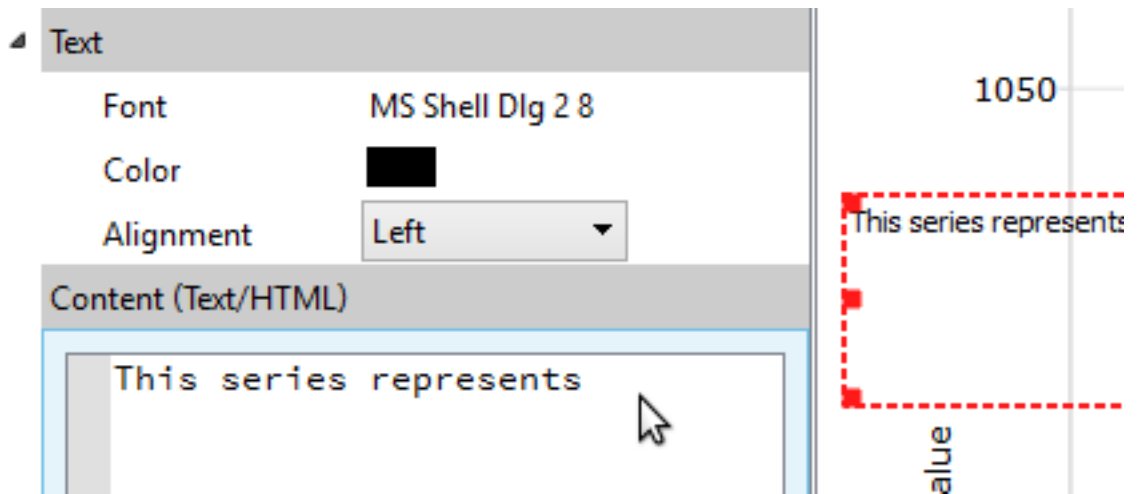 Text
Font MS Shell Dlg 2 8
Color
Alignment Left
Content (Text/HTML)
This series represents
1050
This series represents
alue